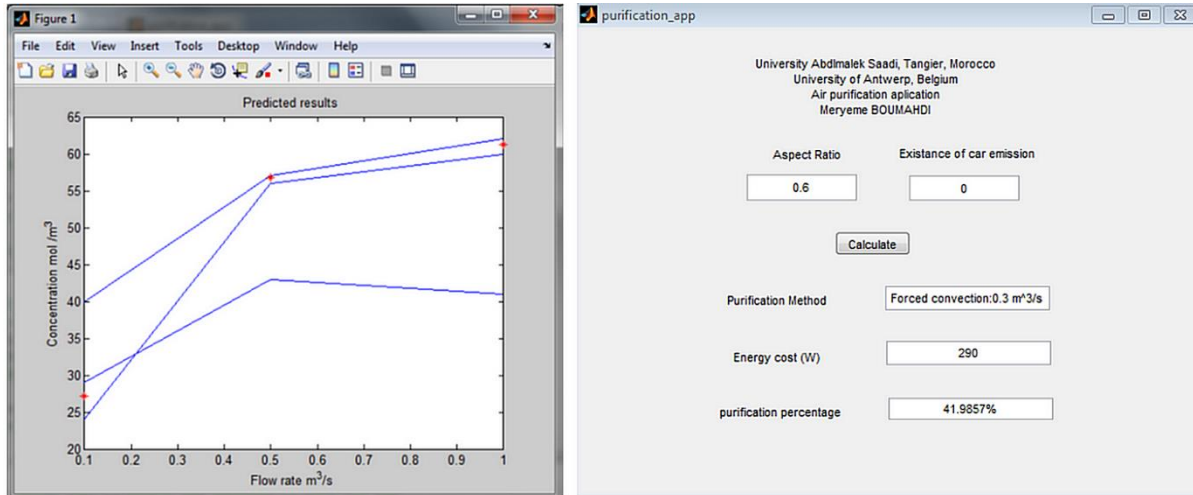 Figure 1
File Edit View Insert Tools Desktop Window Help
Predicted results
65
60
55
50
45
40
35
30
25
20
Concentration mol /m³
0.1 0.2 0.3 0.4 0.5 0.6 0.7 0.8 0.9 1
Flow rate m³/s
purification_app
University Abdlmalek Saadi, Tangier, Morocco
University of Antwerp, Belgium
Air purification aplication
Meryeme BOUMAHDI
Aspect Ratio Existance of car emission
0.6 0
Calculate
Purification Method Forced convection:0.3 m^3/s
Energy cost (W) 290
purification percentage 41.9857%